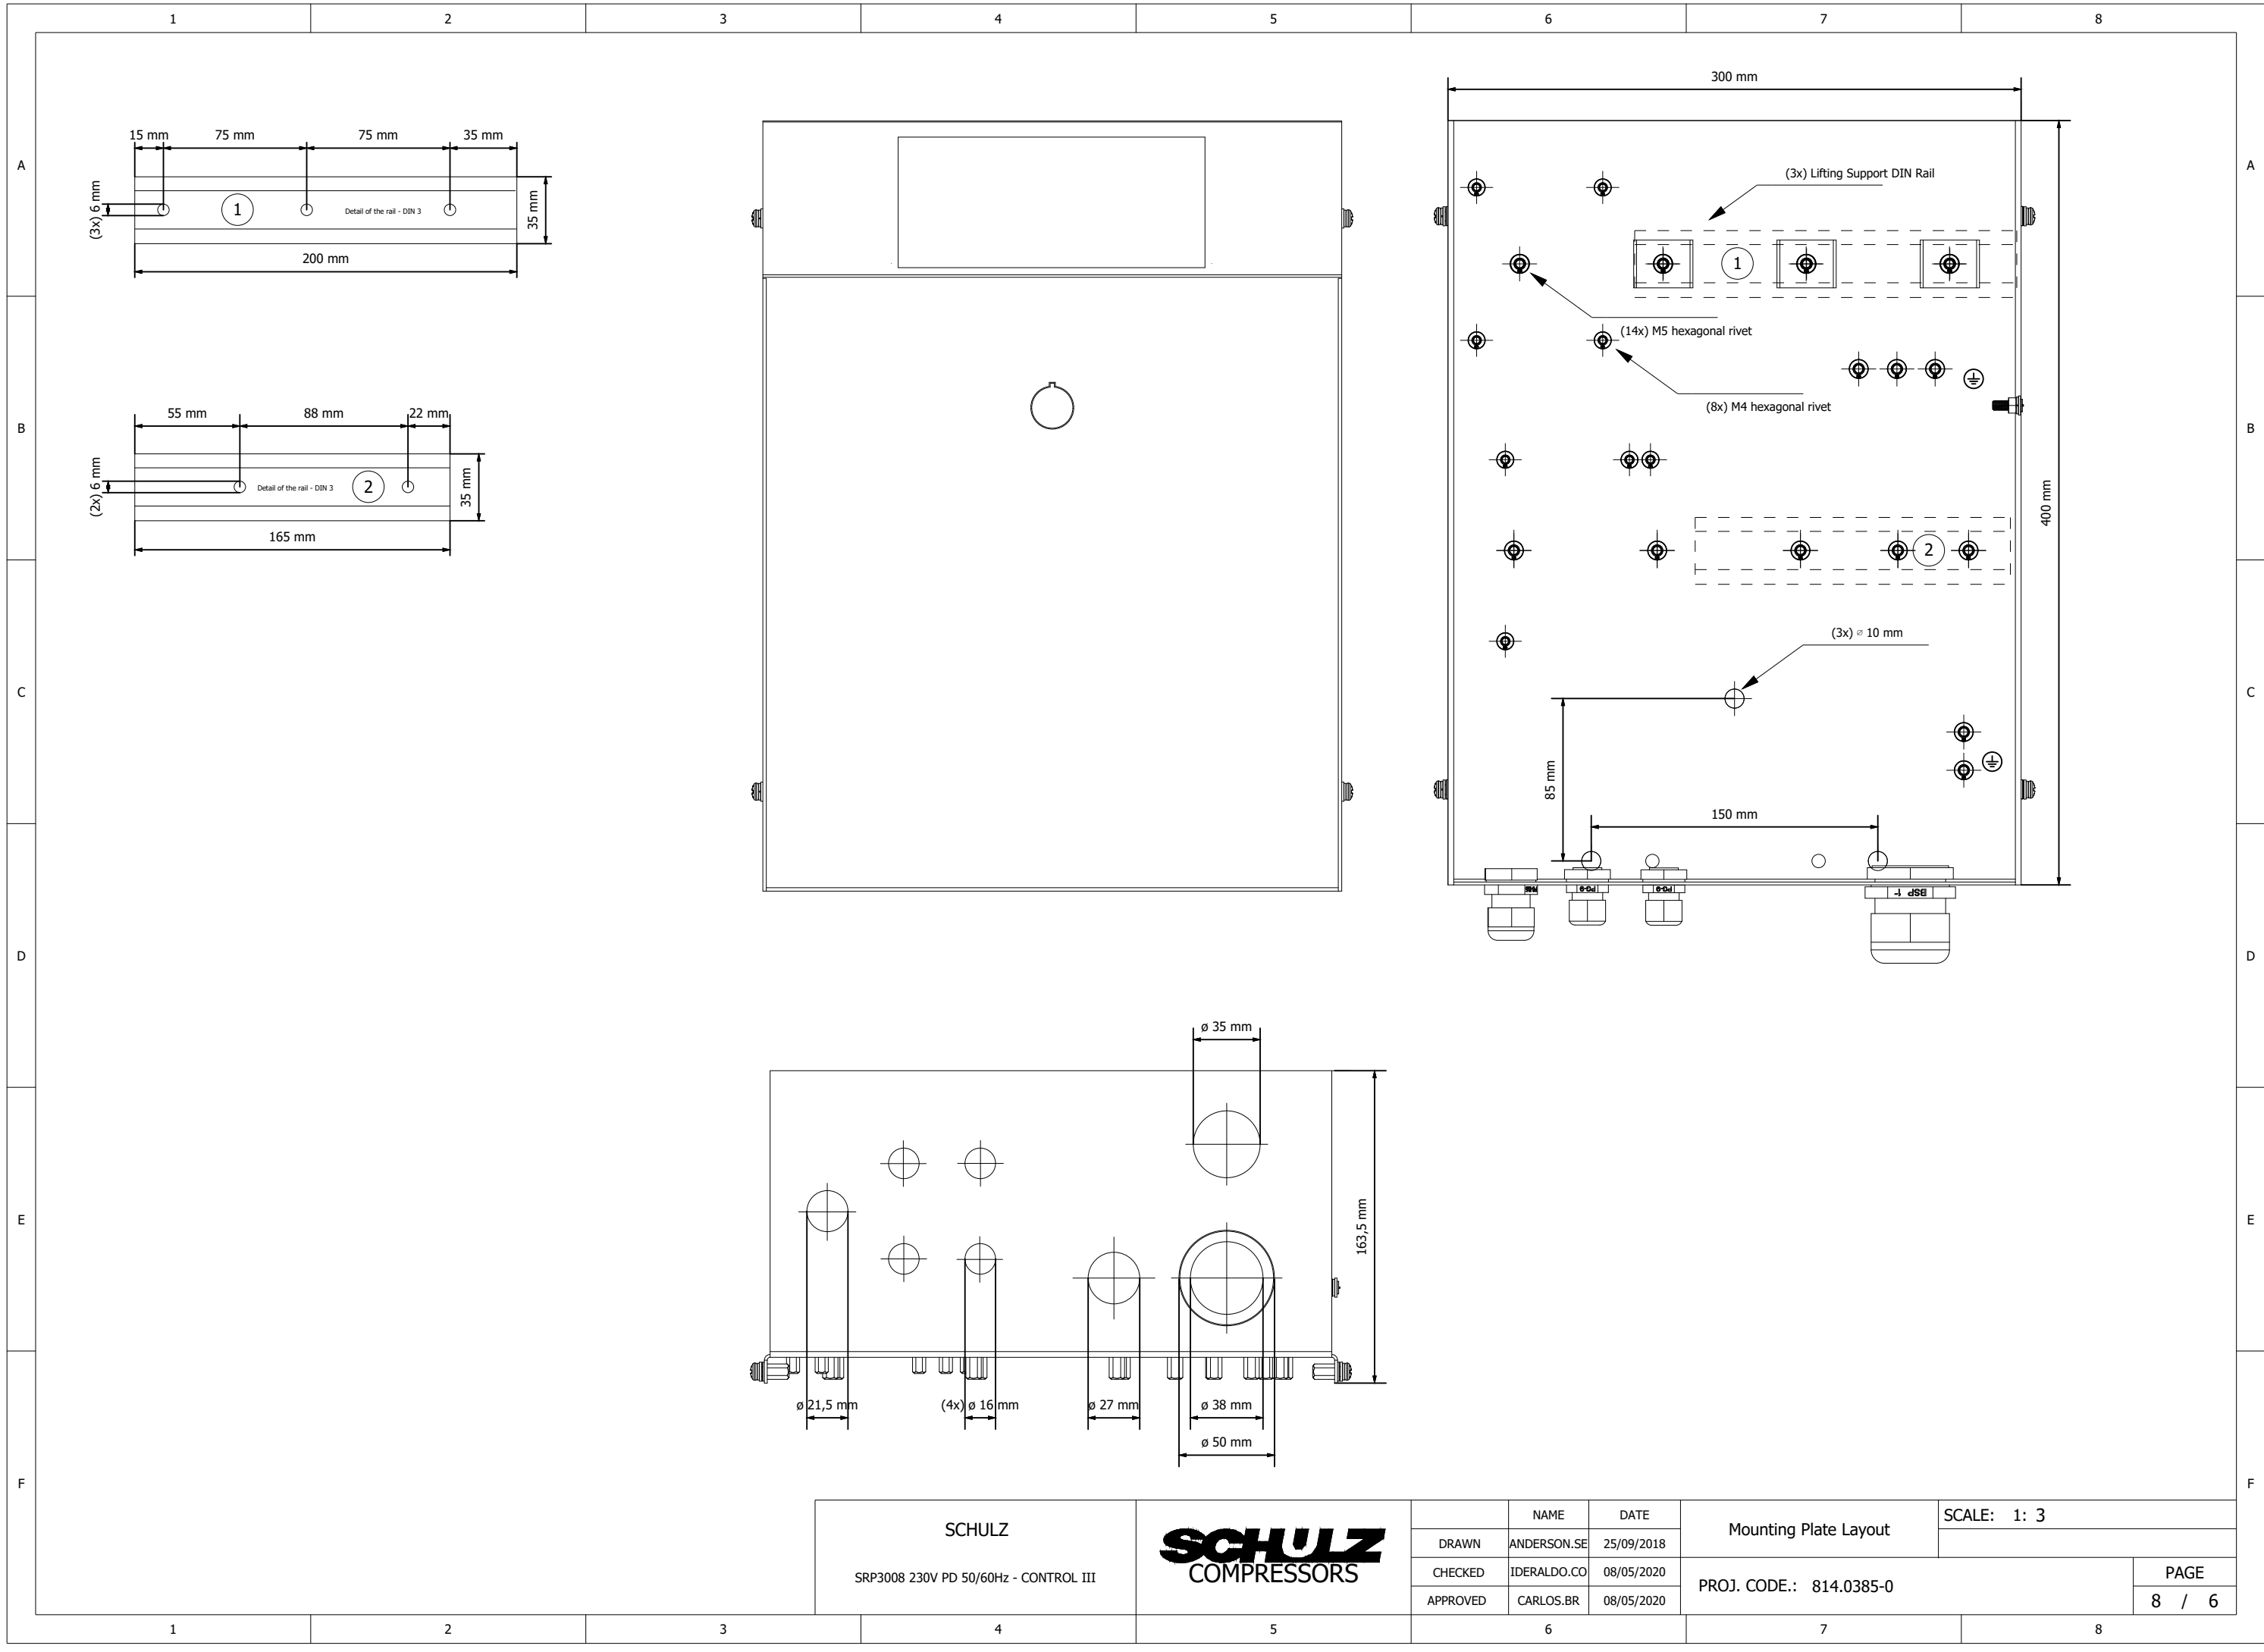 1 2 3 4 5 6 7 8
A A
B B
C C
D D
E E
F F
15 mm 75 mm 75 mm 35 mm
(3x) 6 mm
1
Detail of the rail - DIN 3
35 mm
200 mm
55 mm 88 mm 22 mm
(2x) 6 mm
Detail of the rail - DIN 3
2
35 mm
165 mm
300 mm
(3x) Lifting Support DIN Rail
1
(14x) M5 hexagonal rivet
(8x) M4 hexagonal rivet
400 mm
2
(3x) ⌀ 10 mm
85 mm
150 mm
PG-9 PG-9 BSP 1"
ø 35 mm
163,5 mm
ø 21,5 mm (4x) ø 16 mm ø 27 mm ø 38 mm
ø 50 mm
SCHULZ
SRP3008 230V PD 50/60Hz - CONTROL III
SCHULZ
COMPRESSORS
NAME DATE
DRAWN ANDERSON.SE 25/09/2018
CHECKED IDERALDO.CO 08/05/2020
APPROVED CARLOS.BR 08/05/2020
Mounting Plate Layout
PROJ. CODE.: 814.0385-0
SCALE: 1: 3
PAGE
8 / 6
1 2 3 4 5 6 7 8